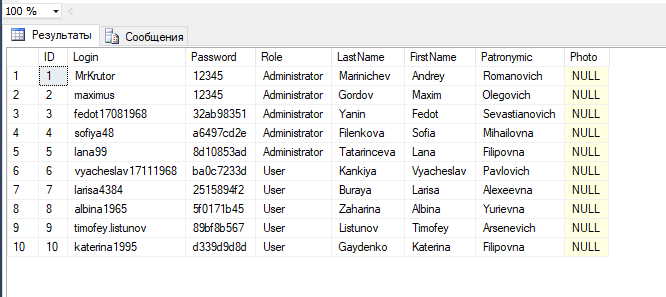 100 %
Результаты Сообщения
ID Login Password Role LastName FirstName Patronymic Photo
1 1 MrKrutor 12345 Administrator Marinichev Andrey Romanovich NULL
2 2 maximus 12345 Administrator Gordov Maxim Olegovich NULL
3 3 fedot17081968 32ab98351 Administrator Yanin Fedot Sevastianovich NULL
4 4 sofiya48 a6497cd2e Administrator Filenkova Sofia Mihailovna NULL
5 5 lana99 8d10853ad Administrator Tatarinceva Lana Filipovna NULL
6 6 vyacheslav17111968 ba0c7233d User Kankiya Vyacheslav Pavlovich NULL
7 7 larisa4384 2515894f2 User Buraya Larisa Alexeevna NULL
8 8 albina1965 5f0171b45 User Zaharina Albina Yurievna NULL
9 9 timofey.listunov 89bf8b567 User Listunov Timofey Arsenevich NULL
10 10 katerina1995 d339d9d8d User Gaydenko Katerina Filipovna NULL